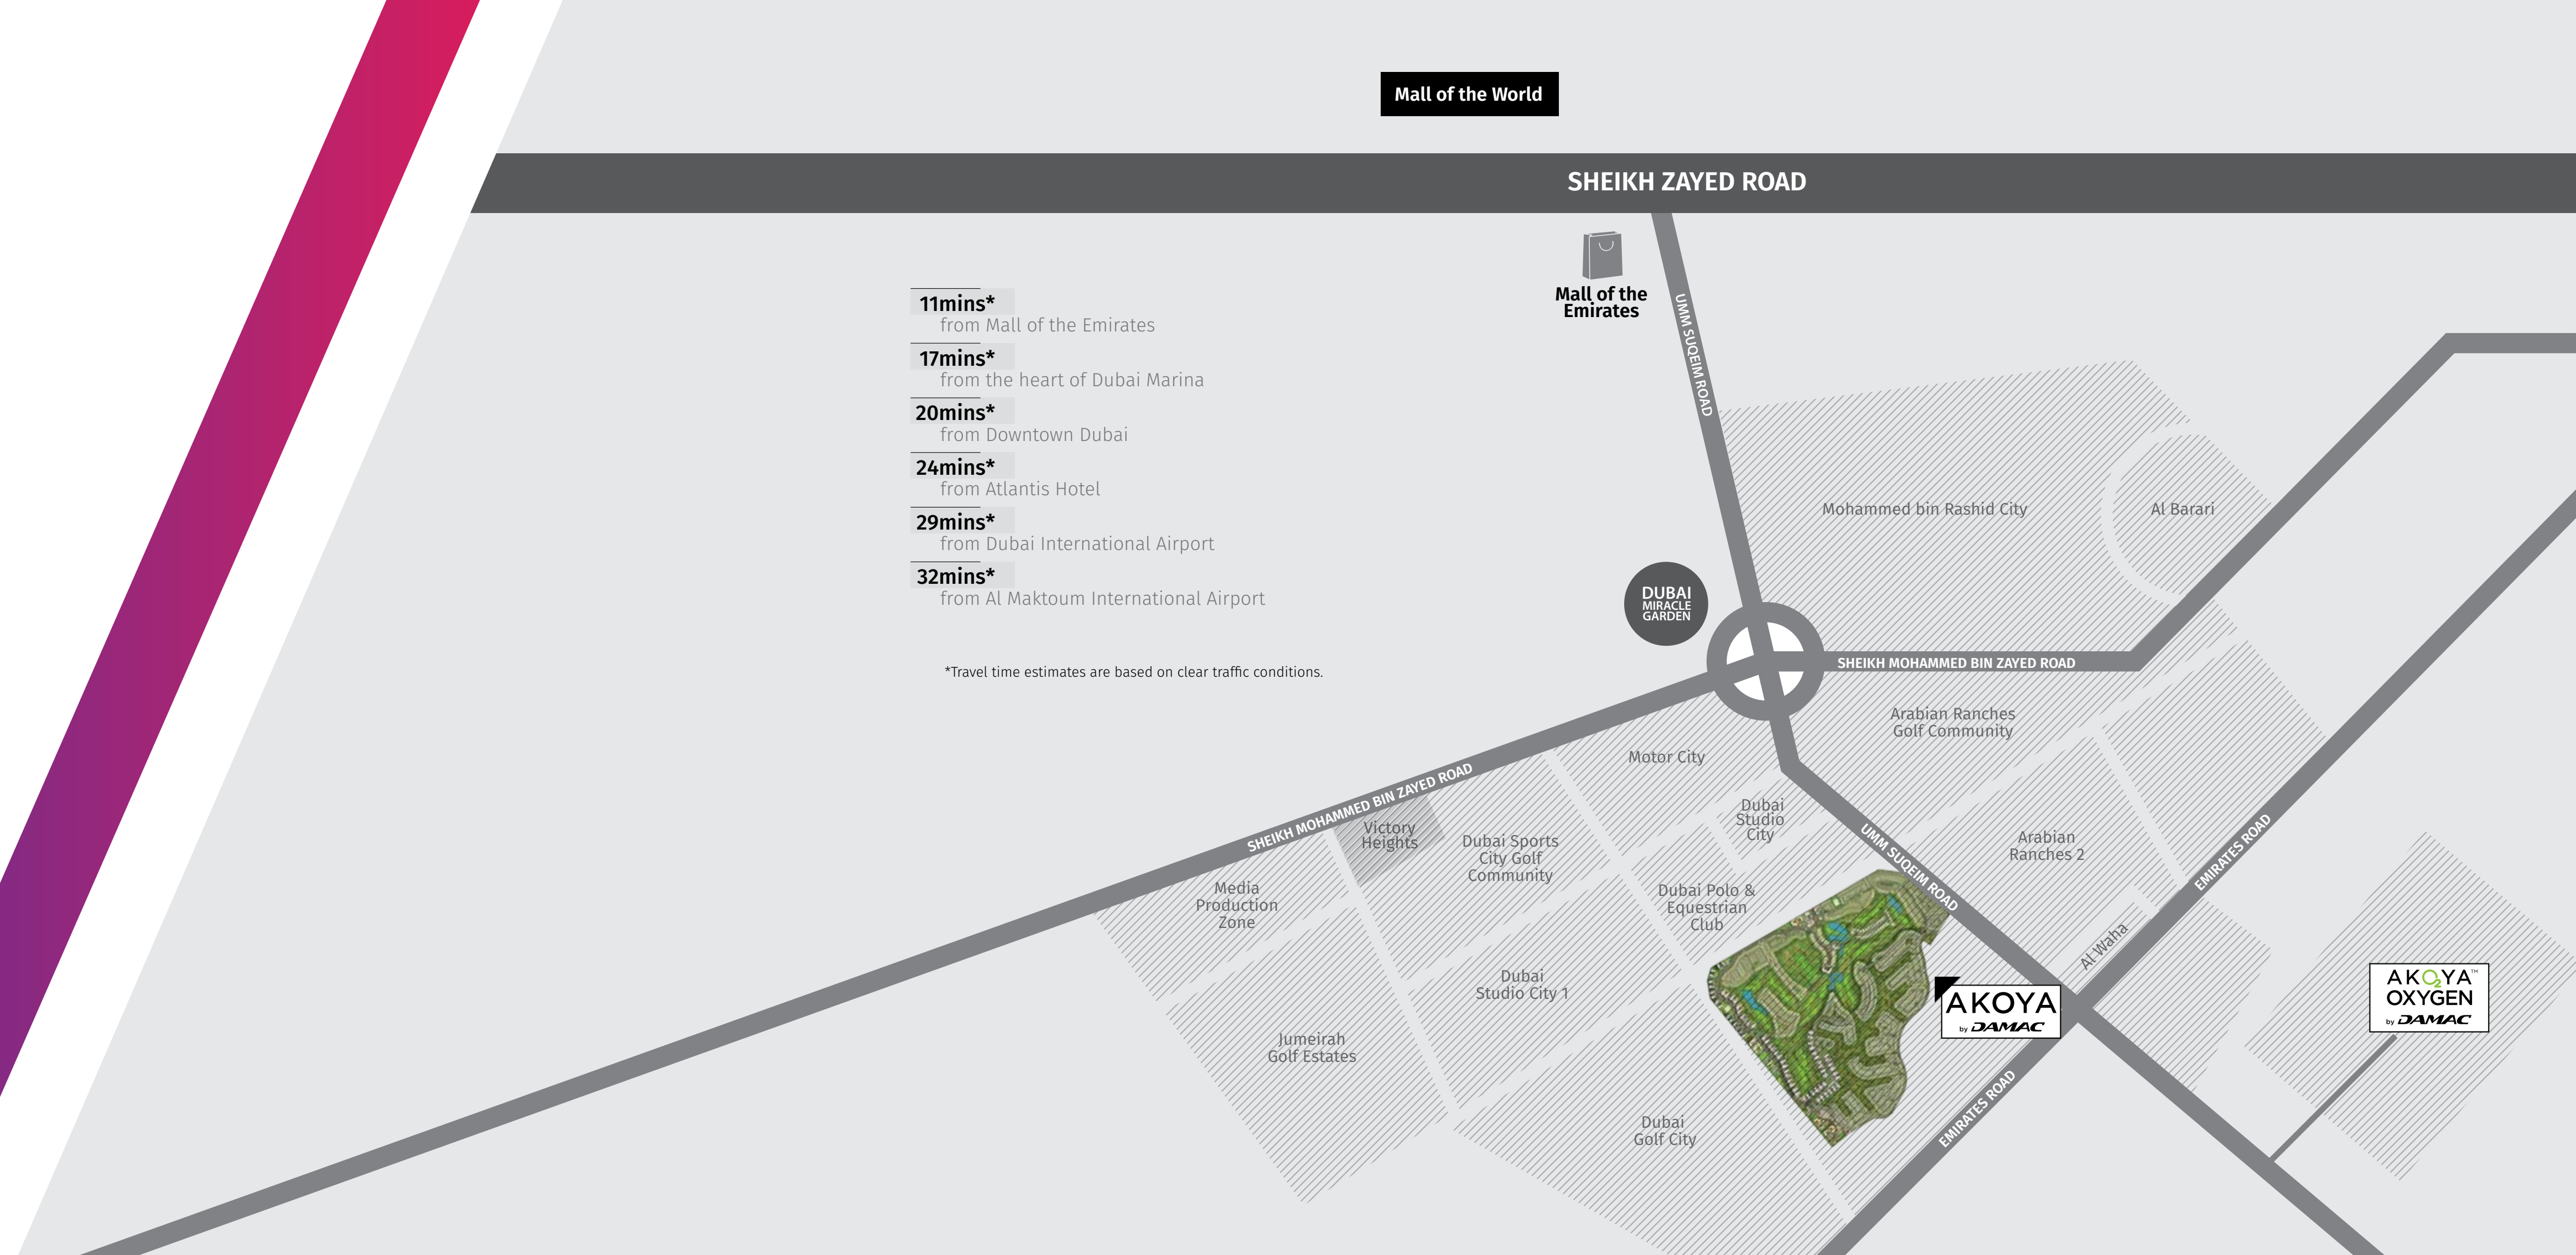 Mall of the World
SHEIKH ZAYED ROAD
Mall of the
Emirates
UMM SUQEIM ROAD
11mins*
from Mall of the Emirates
17mins*
from the heart of Dubai Marina
20mins*
from Downtown Dubai
24mins*
from Atlantis Hotel
29mins*
from Dubai International Airport
32mins*
from Al Maktoum International Airport
*Travel time estimates are based on clear traffic conditions.
Mohammed bin Rashid City
Al Barari
DUBAI
MIRACLE
GARDEN
SHEIKH MOHAMMED BIN ZAYED ROAD
Arabian Ranches
Golf Community
Motor City
SHEIKH MOHAMMED BIN ZAYED ROAD
Victory
Heights
Dubai Sports
City Golf
Community
Dubai
Studio
City
UMM SUQEIM ROAD
Arabian
Ranches 2
EMIRATES ROAD
Media
Production
Zone
Dubai Polo &
Equestrian
Club
Al Waha
Dubai
Studio City 1
AKOYA
by DAMAC
AKO2YA™
OXYGEN
by DAMAC
Jumeirah
Golf Estates
Dubai
Golf City
EMIRATES ROAD